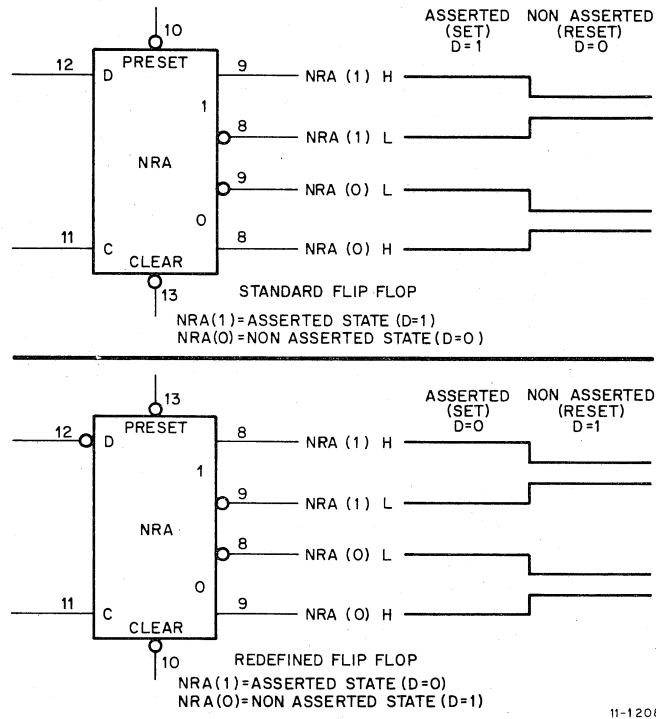 ASSERTED (SET) D=1
NON ASSERTED (RESET) D=0
10
PRESET
12 D 9 NRA (1) H
1
8 NRA (1) L
NRA
9 NRA (0) L
0
11 C 8 NRA (0) H
CLEAR
13
STANDARD FLIP FLOP
NRA(1)=ASSERTED STATE (D=1)
NRA(0)=NON ASSERTED STATE(D=0)
ASSERTED (SET) D=0
NON ASSERTED (RESET) D=1
13
PRESET
12 D 8 NRA (1) H
1
9 NRA (1) L
NRA
8 NRA (0) L
0
11 C 9 NRA (0) H
CLEAR
10
REDEFINED FLIP FLOP
NRA(1)=ASSERTED STATE (D=0)
NRA(0)=NON ASSERTED STATE (D=1)
11-1208